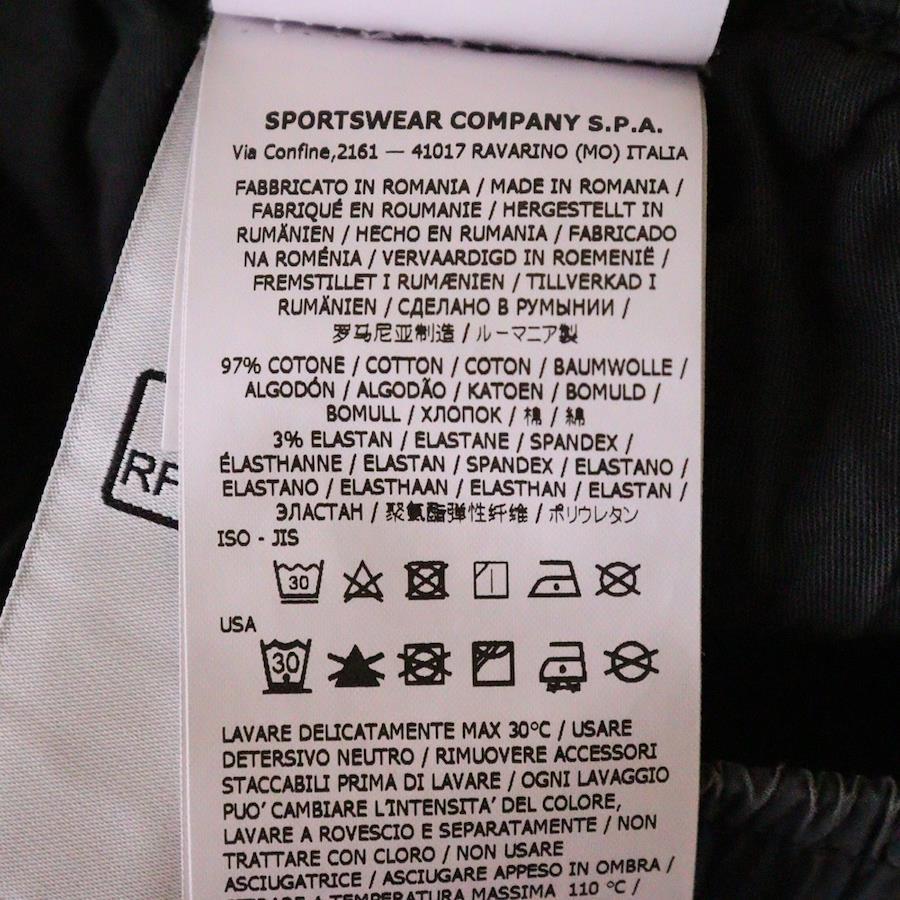 SPORTSWEAR COMPANY S.P.A.
Via Confine,2161 — 41017 RAVARINO (MO) ITALIA
FABBRICATO IN ROMANIA / MADE IN ROMANIA /
FABRIQUÉ EN ROUMANIE / HERGESTELLT IN
RUMÄNIEN / HECHO EN RUMANIA / FABRICADO
NA ROMÉNIA / VERVAARDIGD IN ROEMENIË /
FREMSTILLET I RUMÆNIEN / TILLVERKAD I
RUMÄNIEN / СДЕЛАНО В РУМЫНИИ /
罗马尼亚制造 / ルーマニア製
97% COTONE / COTTON / COTON / BAUMWOLLE /
ALGODÓN / ALGODÃO / KATOEN / BOMULD /
BOMULL / ХЛОПОК / 棉 / 綿
3% ELASTAN / ELASTANE / SPANDEX /
ÉLASTHANNE / ELASTAN / SPANDEX / ELASTANO /
ELASTANO / ELASTHAAN / ELASTHAN / ELASTAN /
ЭЛАСТАН / 聚氨酯弹性纤维 / ポリウレタン
ISO - JIS
30
USA
30
LAVARE DELICATAMENTE MAX 30°C / USARE
DETERSIVO NEUTRO / RIMUOVERE ACCESSORI
STACCABILI PRIMA DI LAVARE / OGNI LAVAGGIO
PUO' CAMBIARE L'INTENSITA' DEL COLORE,
LAVARE A ROVESCIO E SEPARATAMENTE / NON
TRATTARE CON CLORO / NON USARE
ASCIUGATRICE / ASCIUGARE APPESO IN OMBRA /
STIRARE A TEMPERATURA MASSIMA 110 °C /